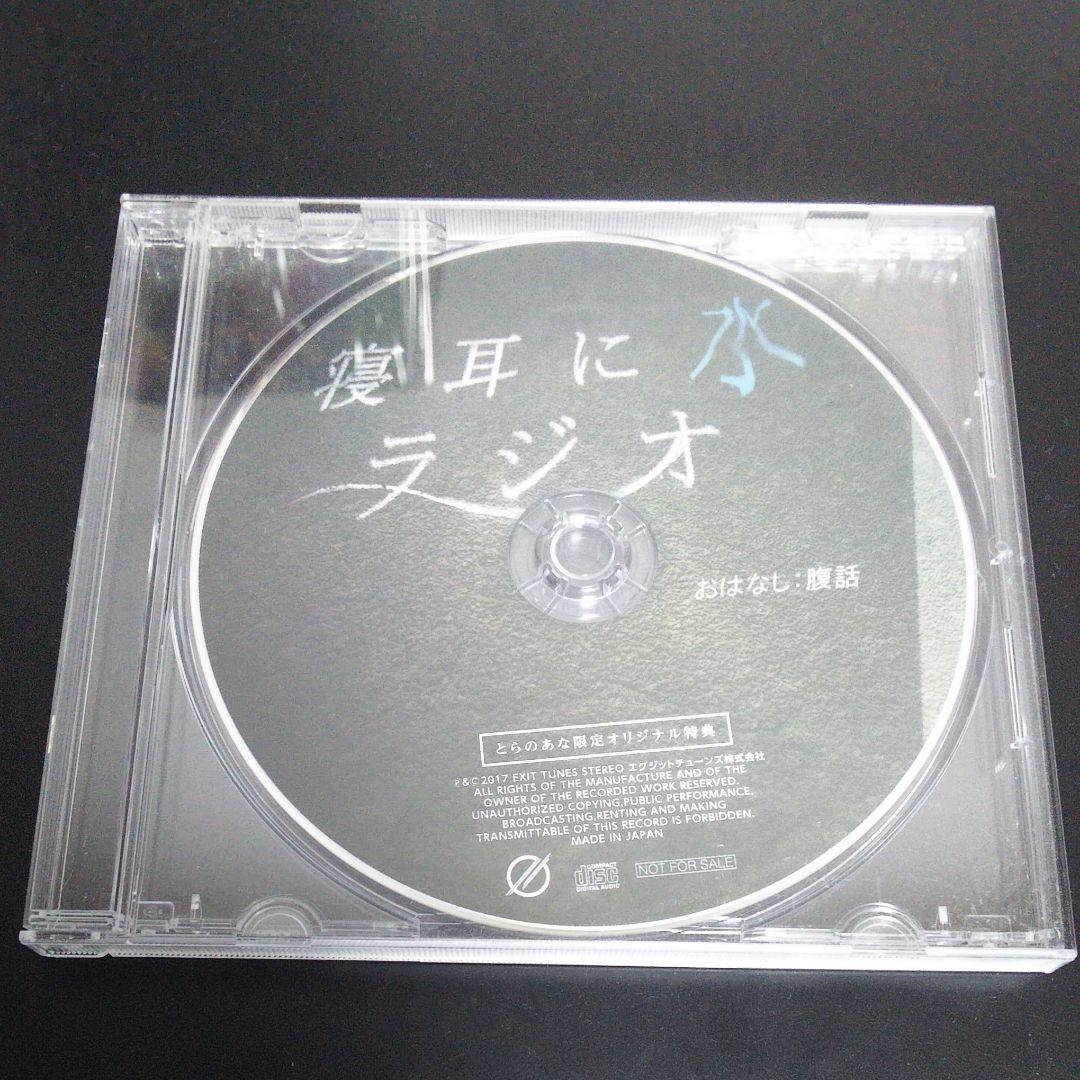 寝耳に水
ラジオ
おはなし:腹話
とらのあな限定オリジナル特典
P&C 2017 EXIT TUNES STEREO エグジットチューンズ株式会社
ALL RIGHTS OF THE MANUFACTURE AND OF THE
OWNER OF THE RECORDED WORK RESERVED.
UNAUTHORIZED COPYING,PUBLIC PERFORMANCE,
BROADCASTING,RENTING AND MAKING
TRANSMITTABLE OF THIS RECORD IS FORBIDDEN.
MADE IN JAPAN
COMPACT
disc
DIGITAL AUDIO
NOT FOR SALE